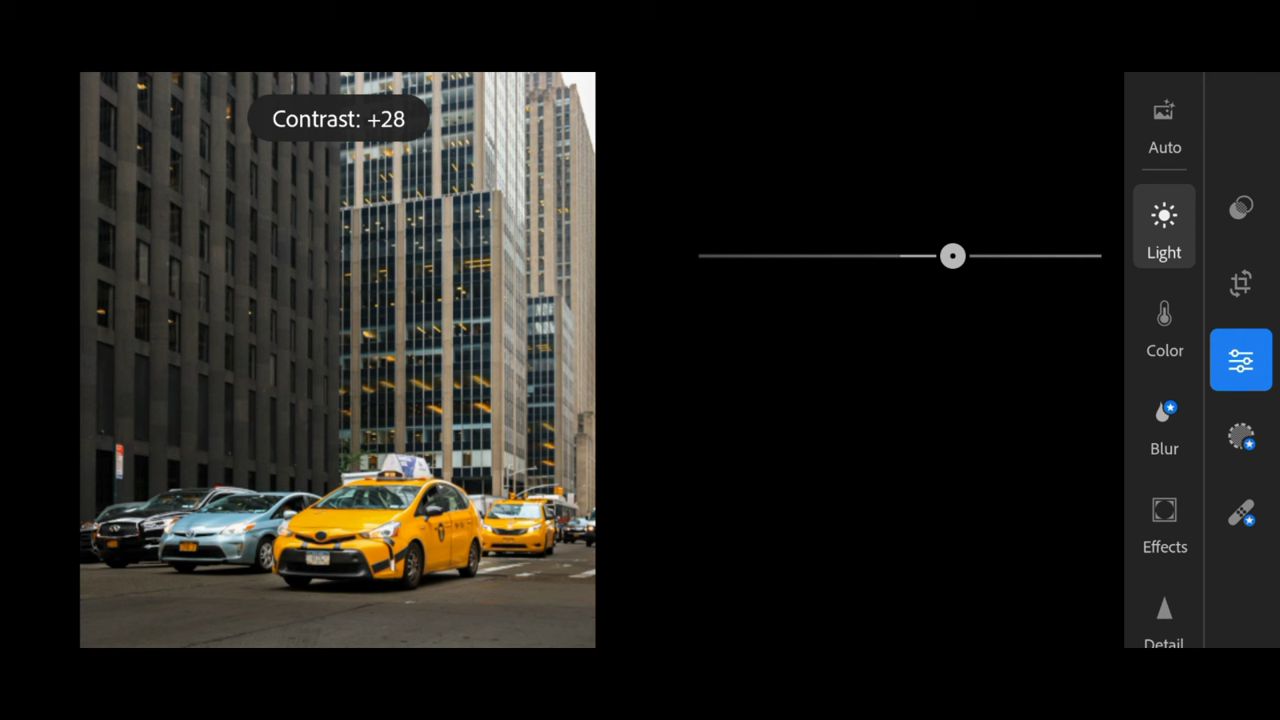 Contrast: +28
Auto
Light
Color
Blur
Effects
Detail